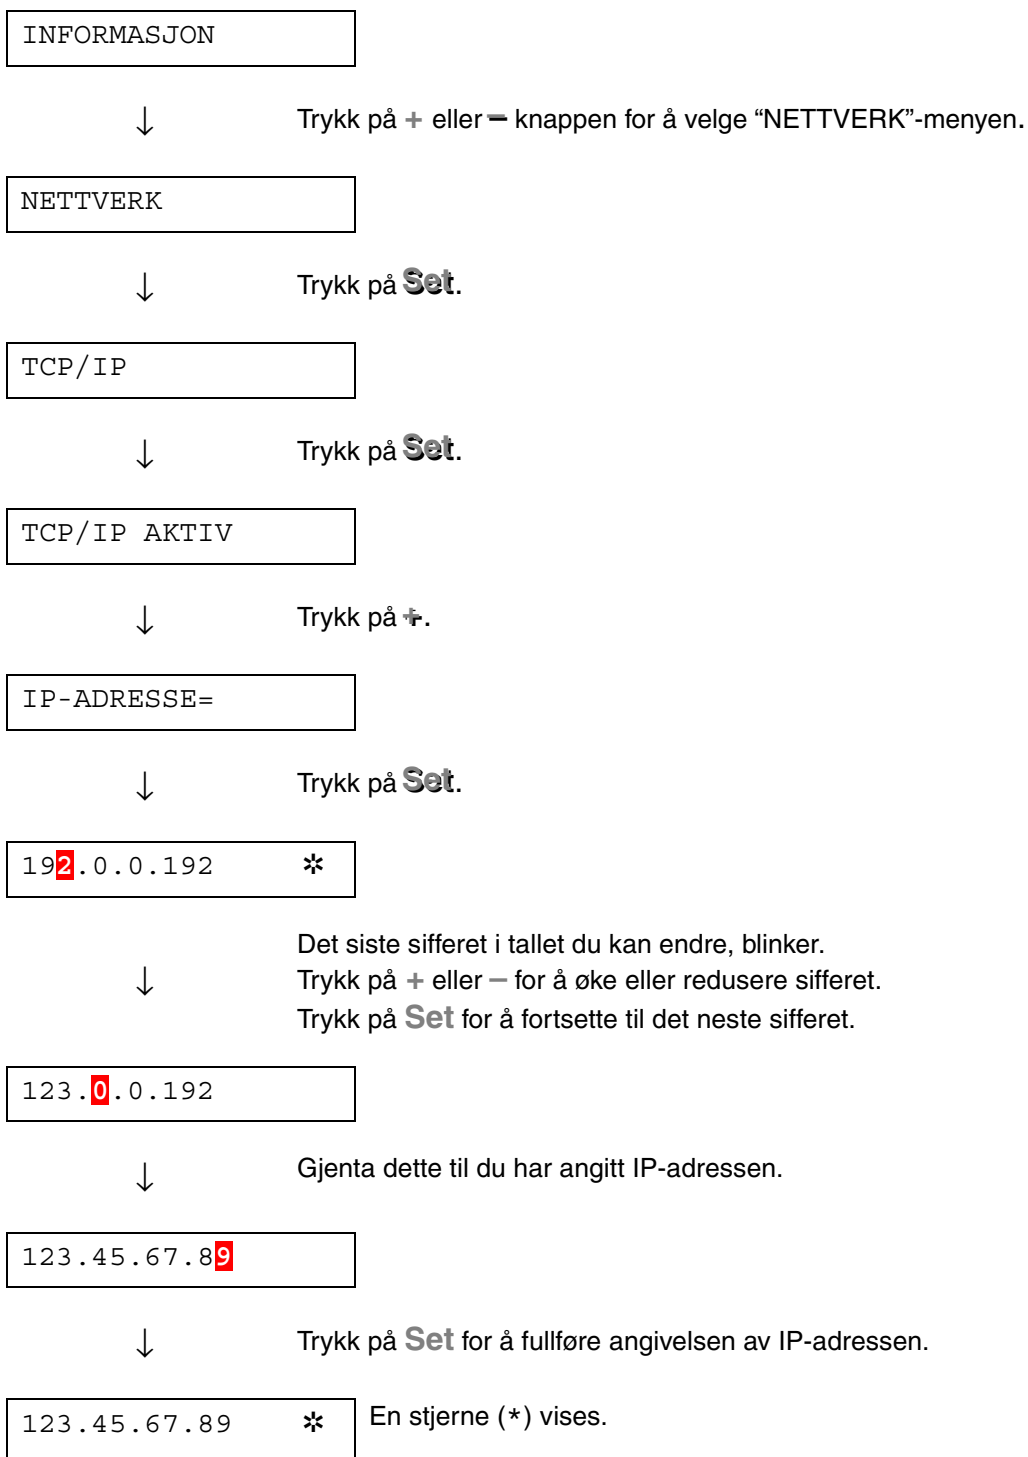 INFORMASJON
↓ Trykk på + eller – knappen for å velge “NETTVERK”-menyen.
NETTVERK
↓ Trykk på Set.
TCP/IP
↓ Trykk på Set.
TCP/IP AKTIV
↓ Trykk på +.
IP-ADRESSE=
↓ Trykk på Set.
192.0.0.192 *
Det siste sifferet i tallet du kan endre, blinker.
↓ Trykk på + eller – for å øke eller redusere sifferet.
Trykk på Set for å fortsette til det neste sifferet.
123.0.0.192
↓ Gjenta dette til du har angitt IP-adressen.
123.45.67.89
↓ Trykk på Set for å fullføre angivelsen av IP-adressen.
123.45.67.89 * En stjerne (*) vises.